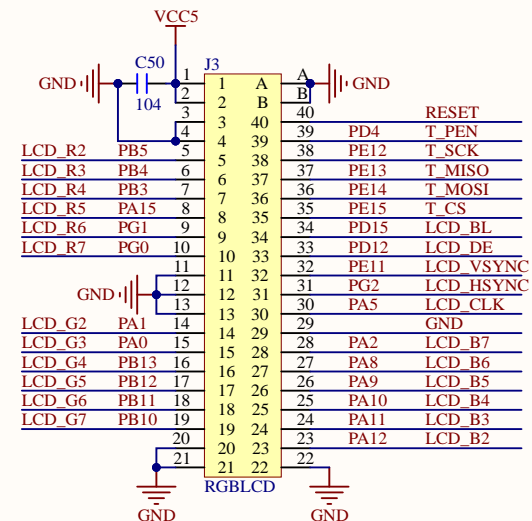 VCC5
C50
J3
GND
104
1 1 A A GND
2 2 B B
3 3 40 40 RESET
4 4 39 39 PD4 T_PEN
LCD_R2 PB5 5 5 38 38 PE12 T_SCK
LCD_R3 PB4 6 6 37 37 PE13 T_MISO
LCD_R4 PB3 7 7 36 36 PE14 T_MOSI
LCD_R5 PA15 8 8 35 35 PE15 T_CS
LCD_R6 PG1 9 9 34 34 PD15 LCD_BL
LCD_R7 PG0 10 10 33 33 PD12 LCD_DE
11 11 32 32 PE11 LCD_VSYNC
GND 12 12 31 31 PG2 LCD_HSYNC
13 13 30 30 PA5 LCD_CLK
LCD_G2 PA1 14 14 29 29 GND
LCD_G3 PA0 15 15 28 28 PA2 LCD_B7
LCD_G4 PB13 16 16 27 27 PA8 LCD_B6
LCD_G5 PB12 17 17 26 26 PA9 LCD_B5
LCD_G6 PB11 18 18 25 25 PA10 LCD_B4
LCD_G7 PB10 19 19 24 24 PA11 LCD_B3
20 20 23 23 PA12 LCD_B2
21 21 22 22
RGBLCD
GND GND